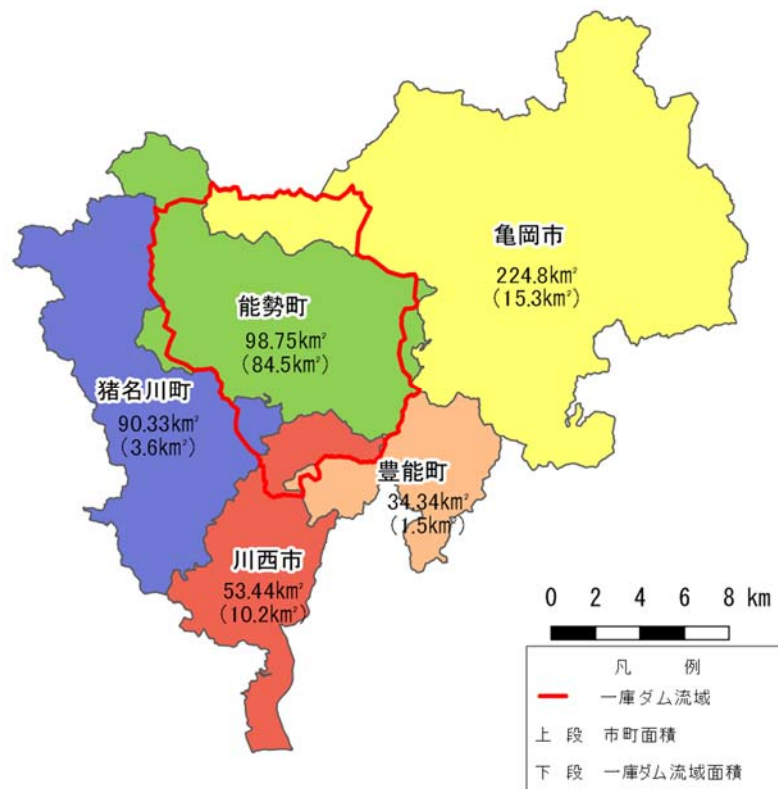 亀岡市
224.8k㎡
(15.3k㎡)
能勢町
98.75k㎡
(84.5k㎡)
猪名川町
90.33k㎡
(3.6k㎡)
豊能町
34.34k㎡
(1.5k㎡)
川西市
53.44k㎡
(10.2k㎡)
0 2 4 6 8 km
凡 例
一庫ダム流域
上 段 市町面積
下 段 一庫ダム流域面積